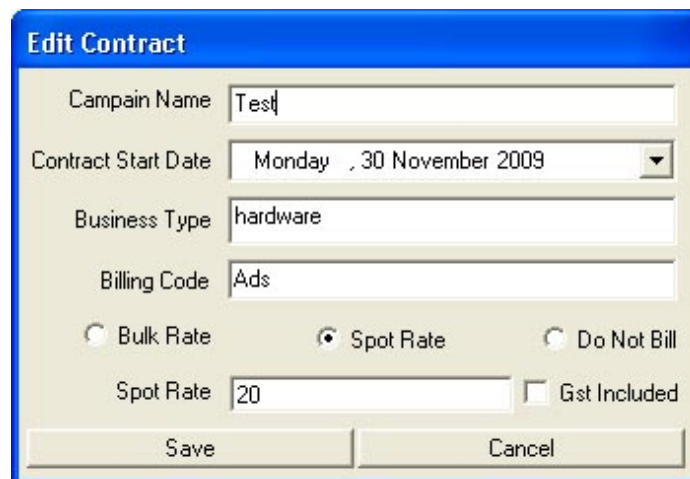 Edit Contract
Campain Name Test
Contract Start Date Monday , 30 November 2009
Business Type hardware
Billing Code Ads
Bulk Rate Spot Rate Do Not Bill
Spot Rate 20 Gst Included
Save Cancel